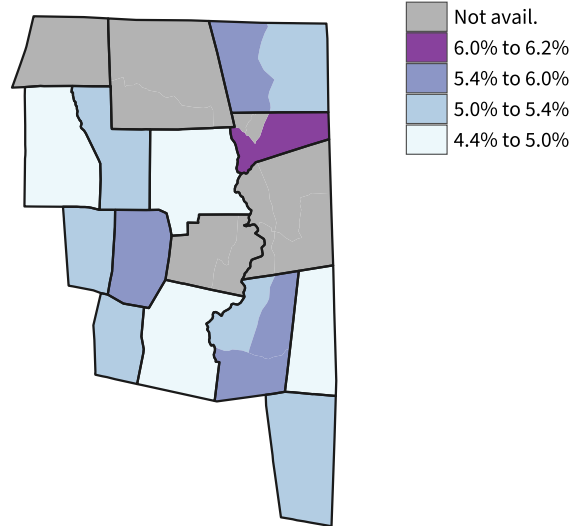 Not avail.
6.0% to 6.2%
5.4% to 6.0%
5.0% to 5.4%
4.4% to 5.0%